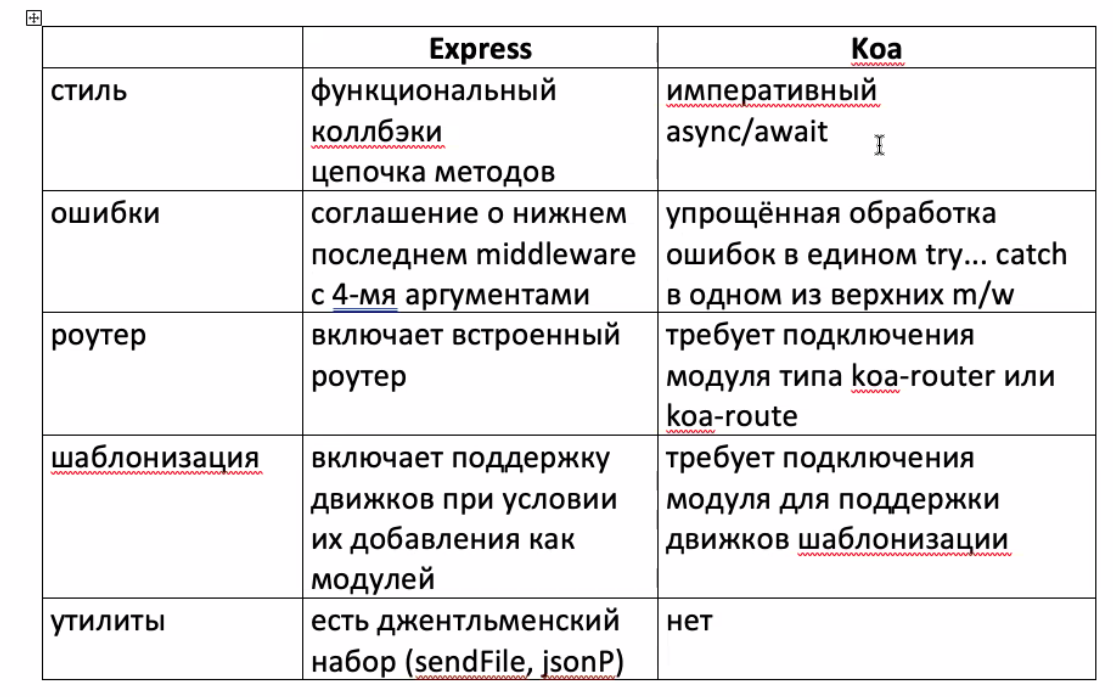 Express
Koa
стиль
функциональный
коллбэки
цепочка методов
императивный
async/await
ошибки
соглашение о нижнем
последнем middleware
с 4-мя аргументами
упрощённая обработка
ошибок в едином try... catch
в одном из верхних m/w
роутер
включает встроенный
роутер
требует подключения
модуля типа koa-router или
koa-route
шаблонизация
включает поддержку
движков при условии
их добавления как
модулей
требует подключения
модуля для поддержки
движков шаблонизации
утилиты
есть джентльменский
набор (sendFile, jsonP)
нет